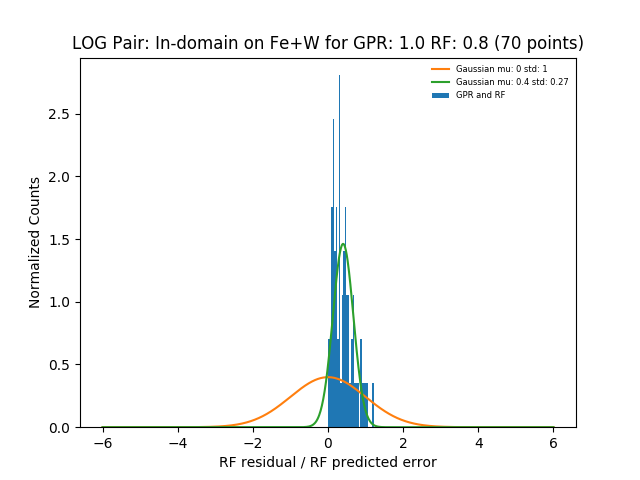 LOG Pair: In-domain on Fe+W for GPR: 1.0 RF: 0.8 (70 points)
Gaussian mu: 0 std: 1
Gaussian mu: 0.4 std: 0.27
GPR and RF
Normalized Counts
2.5
2.0
1.5
1.0
0.5
0.0
−6 −4 −2 0 2 4 6
RF residual / RF predicted error